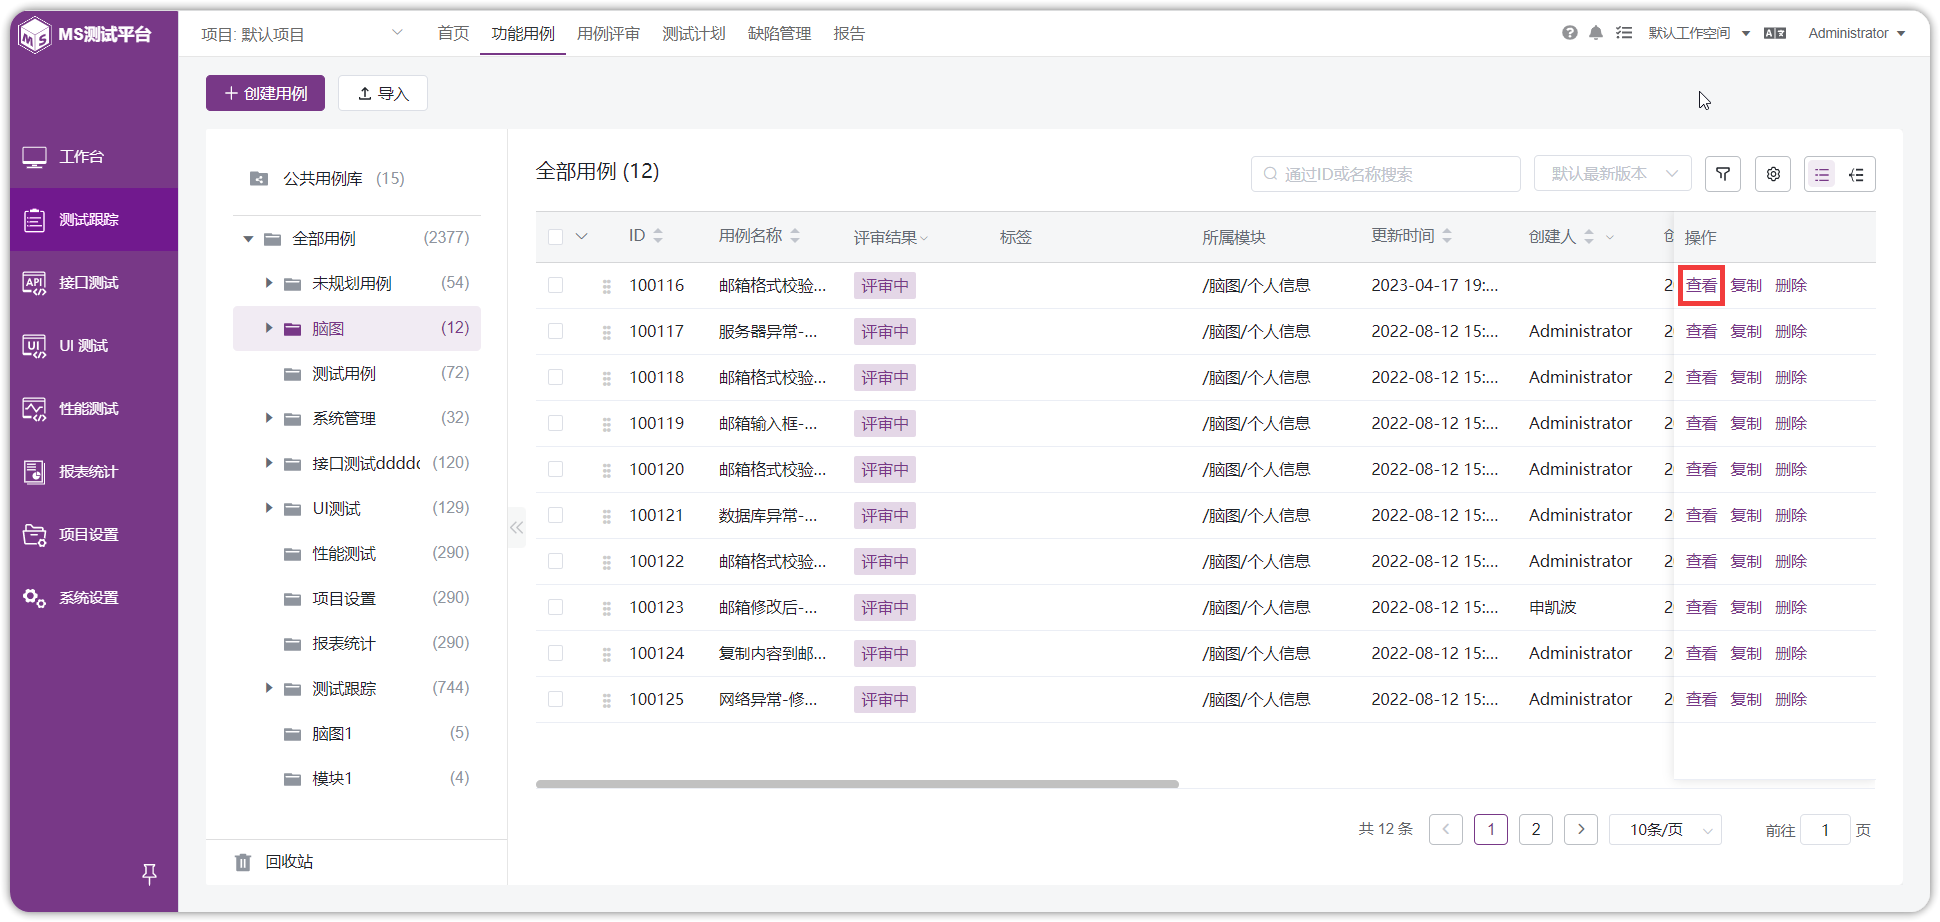 MS测试平台
项目: 默认项目
首页 功能用例 用例评审 测试计划 缺陷管理 报告
默认工作空间
Administrator
工作台
测试跟踪
接口测试
UI 测试
性能测试
报表统计
项目设置
系统设置
创建用例
导入
公共用例库 (15)
全部用例 (2377)
未规划用例 (54)
脑图 (12)
测试用例 (72)
系统管理 (32)
接口测试dddd (120)
UI测试 (129)
性能测试 (290)
项目设置 (290)
报表统计 (290)
测试跟踪 (744)
脑图1 (5)
模块1 (4)
回收站
全部用例 (12)
通过ID或名称搜索
默认最新版本
ID 用例名称 评审结果 标签 所属模块 更新时间 创建人 操作
100116 邮箱格式校验... 评审中 /脑图/个人信息 2023-04-17 19:... 2 查看 复制 删除
100117 服务器异常-... 评审中 /脑图/个人信息 2022-08-12 15:... Administrator 2 查看 复制 删除
100118 邮箱格式校验... 评审中 /脑图/个人信息 2022-08-12 15:... Administrator 2 查看 复制 删除
100119 邮箱输入框-... 评审中 /脑图/个人信息 2022-08-12 15:... Administrator 2 查看 复制 删除
100120 邮箱格式校验... 评审中 /脑图/个人信息 2022-08-12 15:... Administrator 2 查看 复制 删除
100121 数据库异常-... 评审中 /脑图/个人信息 2022-08-12 15:... Administrator 2 查看 复制 删除
100122 邮箱格式校验... 评审中 /脑图/个人信息 2022-08-12 15:... Administrator 2 查看 复制 删除
100123 邮箱修改后-... 评审中 /脑图/个人信息 2022-08-12 15:... 申凯波 2 查看 复制 删除
100124 复制内容到邮... 评审中 /脑图/个人信息 2022-08-12 15:... Administrator 2 查看 复制 删除
100125 网络异常-修... 评审中 /脑图/个人信息 2022-08-12 15:... Administrator 2 查看 复制 删除
共 12 条 1 2 10条/页 前往 1 页